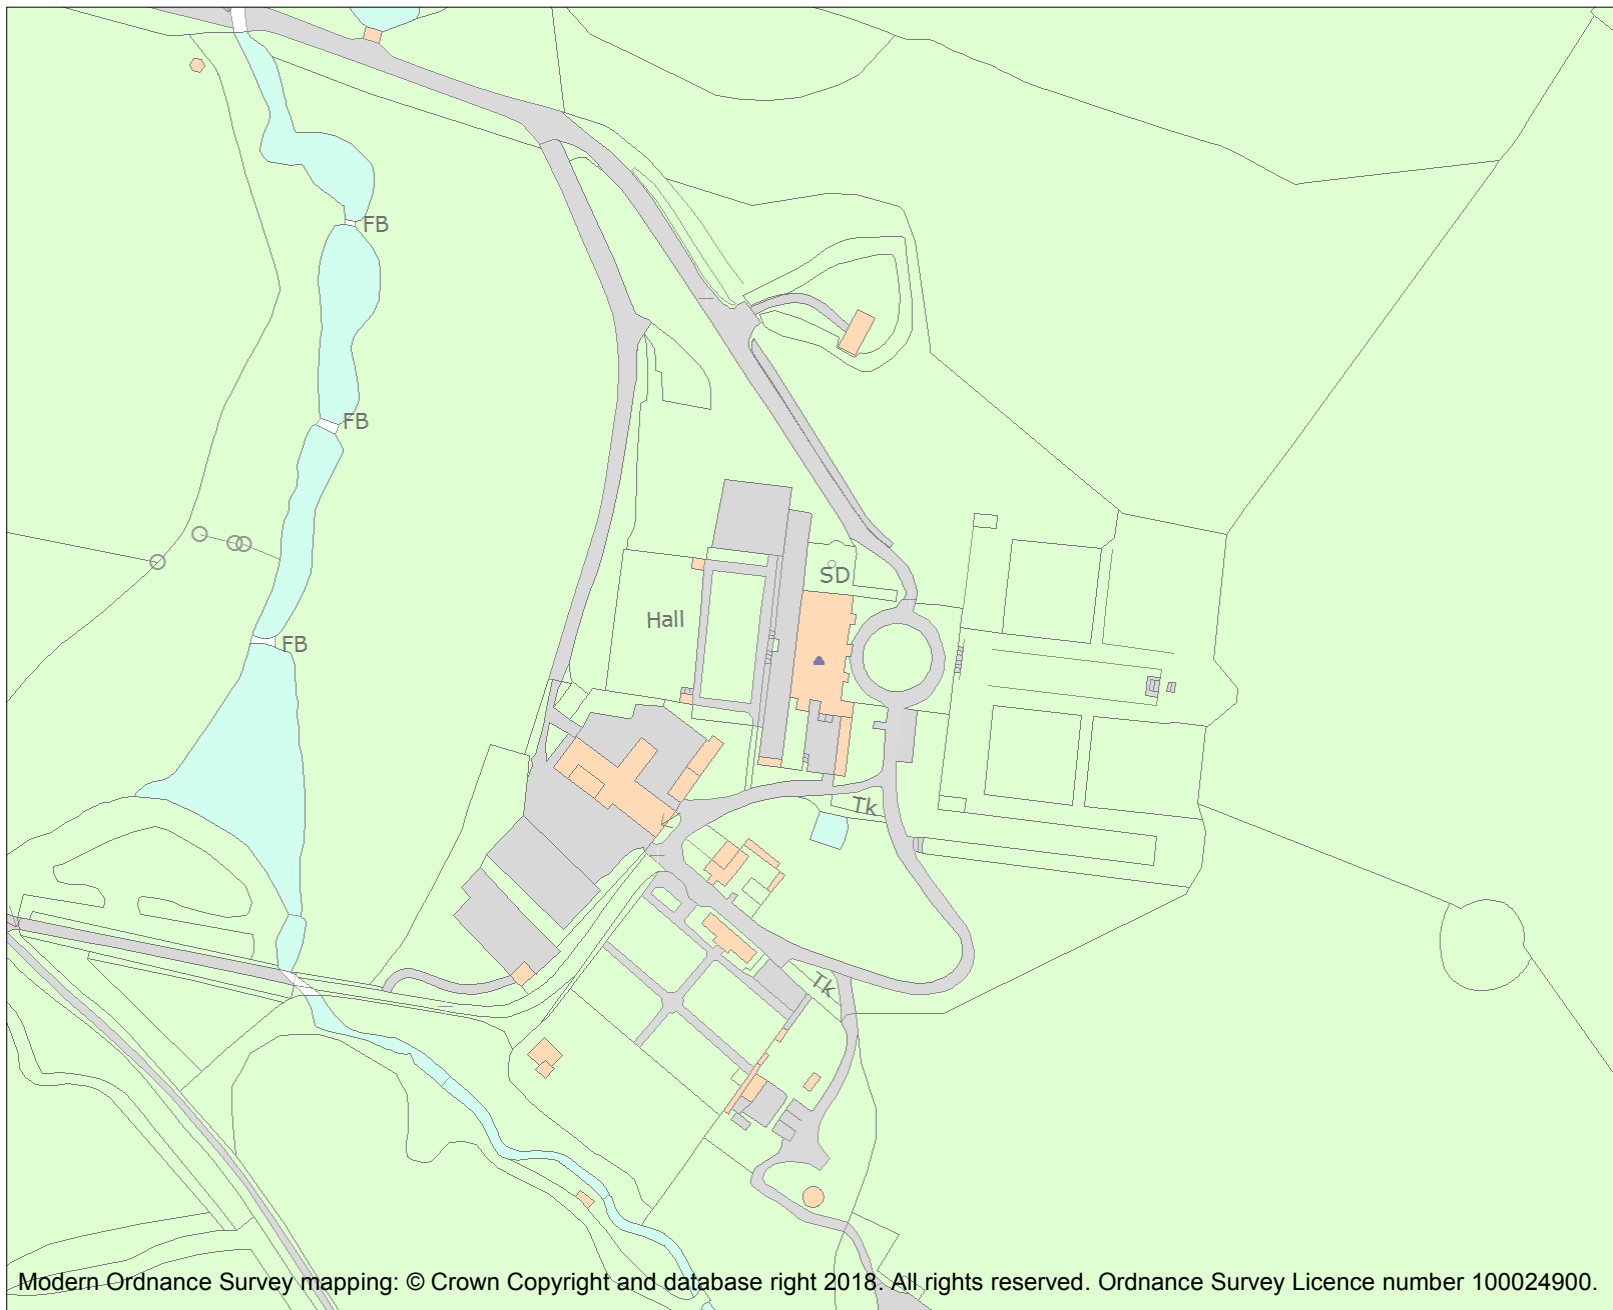 FB
FB
SD
Hall
FB
Tk
Tk
Modern Ordnance Survey mapping: © Crown Copyright and database right 2018. All rights reserved. Ordnance Survey Licence number 100024900.